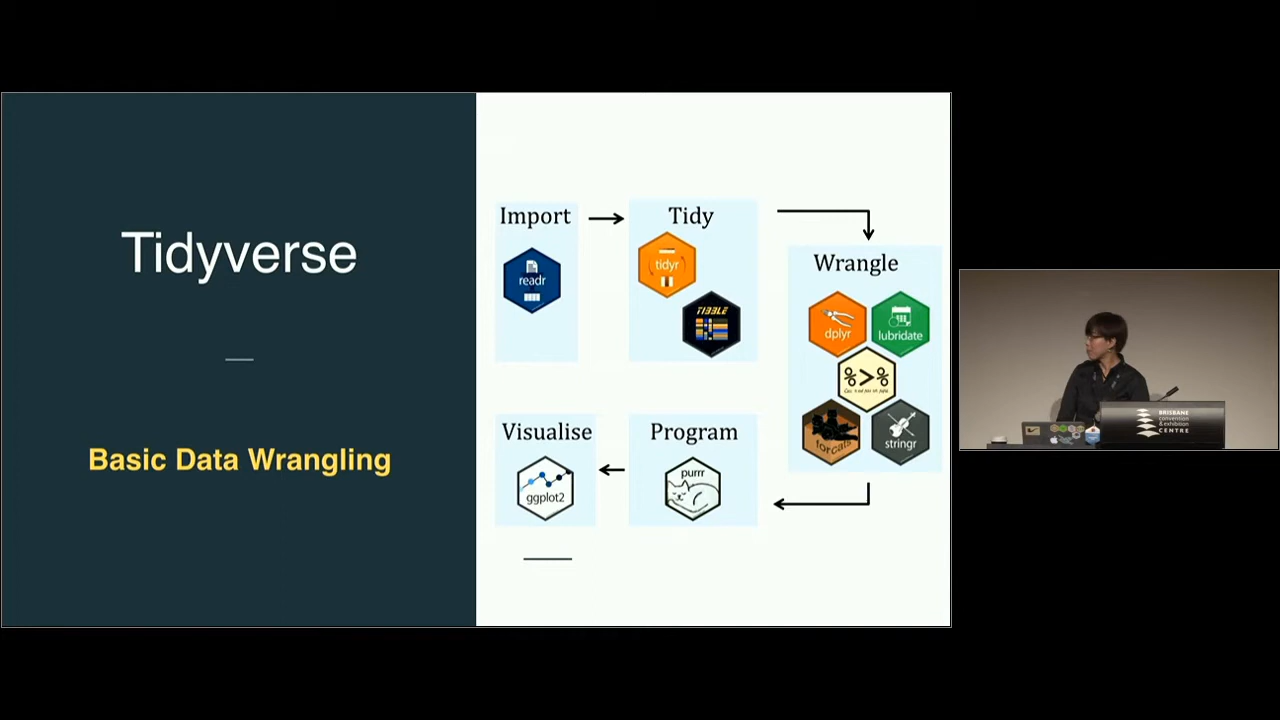 Tidyverse
Basic Data Wrangling
Import
readr
Tidy
tidyr
TIBBLE
Wrangle
dplyr
lubridate
%>%
forcats
stringr
Visualise
ggplot2
Program
purrr
BRISBANE
convention
& exhibition
CENTRE